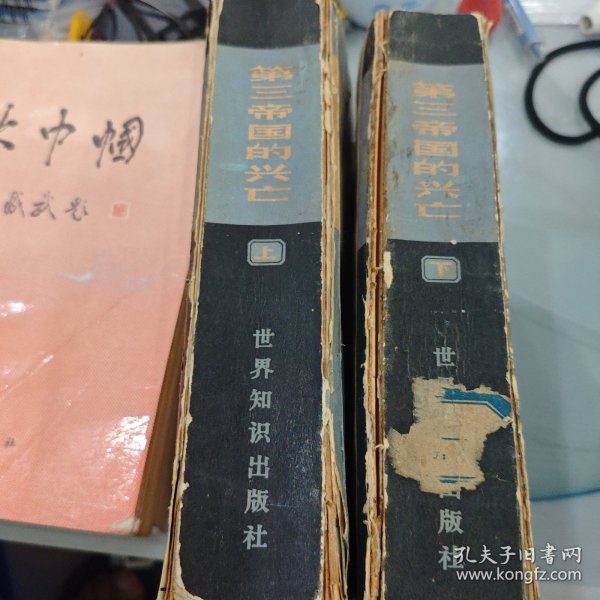 巾帼
第三帝国的兴亡
上
世界知识出版社
第三帝国的兴亡
下
世
出版社
社
孔夫子旧书网
www.kongfz.com